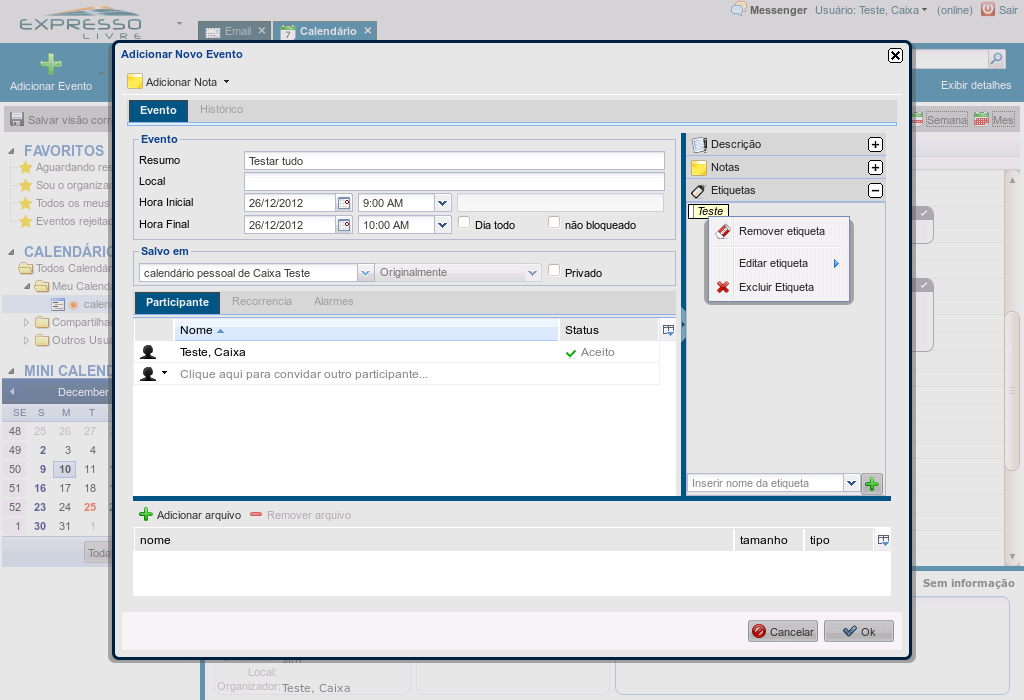 EXPRESSO
LIVRE
Email
Calendário
Messenger
Usuário: Teste, Caixa
(online)
Sair
Adicionar Evento
Exibir detalhes
Salvar visão corr
Semana
Mes
FAVORITOS
Aguardando res
Sou o organiza
Todos os meus
Eventos rejeita
CALENDÁRIO
Todos Calendár
Meu Calendá
calen
Compartilha
Outros Usuá
MINI CALEND
December
SE S M T
48 25 26 27
49 2 3 4
50 9 10 11
51 16 17 18
52 23 24 25
1 30 31 1
Toda
Adicionar Novo Evento
Adicionar Nota
Evento
Histórico
Evento
Resumo
Testar tudo
Local
Hora Inicial
26/12/2012
9:00 AM
Hora Final
26/12/2012
10:00 AM
Dia todo
não bloqueado
Salvo em
calendário pessoal de Caixa Teste
Originalmente
Privado
Participante
Recorrencia
Alarmes
Nome
Status
Teste, Caixa
Aceito
Clique aqui para convidar outro participante...
Descrição
Notas
Etiquetas
Teste
Remover etiqueta
Editar etiqueta
Excluir Etiqueta
Inserir nome da etiqueta
Adicionar arquivo
Remover arquivo
nome
tamanho
tipo
Cancelar
Ok
Sem informação
Local:
Organizador:
Teste, Caixa